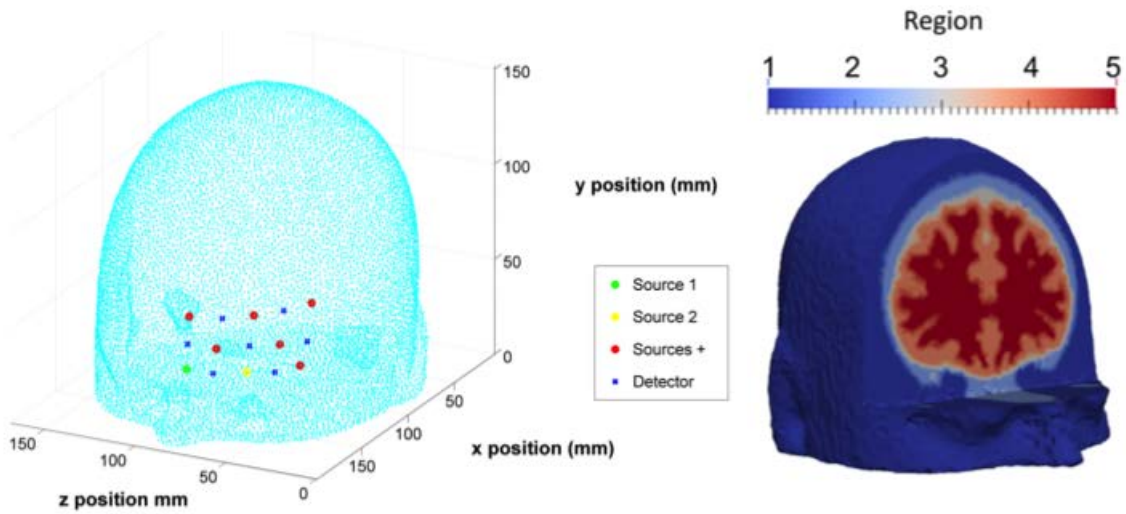 Region
1 2 3 4 5
150
100
50
0
y position (mm)
Source 1
Source 2
Sources +
Detector
50
100
150
x position (mm)
150
100
50
0
z position mm